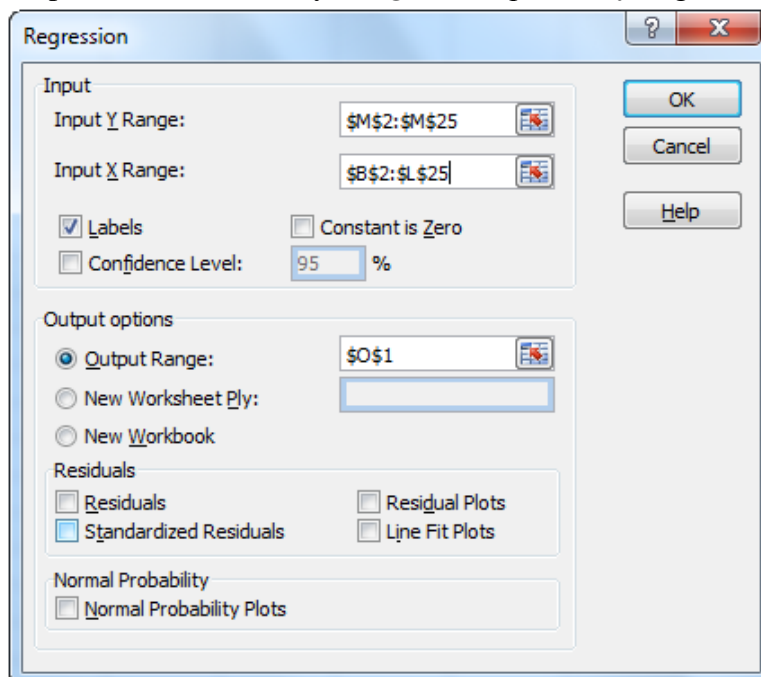 Regression
? X
Input
Input Y Range: $M$2:$M$25
Input X Range: $B$2:$L$25
Labels Constant is Zero
Confidence Level: 95 %
OK
Cancel
Help
Output options
Output Range: $O$1
New Worksheet Ply:
New Workbook
Residuals
Residuals Residual Plots
Standardized Residuals Line Fit Plots
Normal Probability
Normal Probability Plots